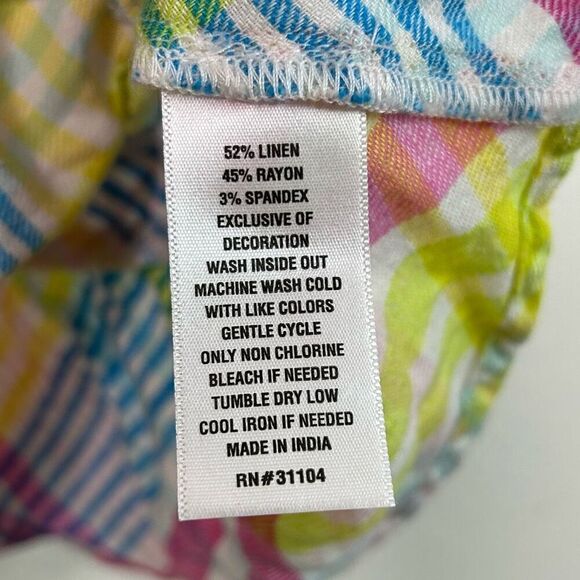 52% LINEN
45% RAYON
3% SPANDEX
EXCLUSIVE OF
DECORATION
WASH INSIDE OUT
MACHINE WASH COLD
WITH LIKE COLORS
GENTLE CYCLE
ONLY NON CHLORINE
BLEACH IF NEEDED
TUMBLE DRY LOW
COOL IRON IF NEEDED
MADE IN INDIA
RN#31104